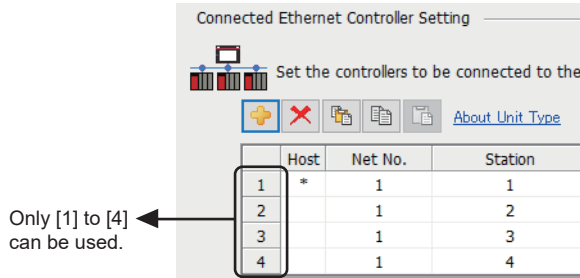 Connected Ethernet Controller Setting
Set the controllers to be connected to the
About Unit Type
Host Net No. Station
1 * 1 1
2 1 2
3 1 3
4 1 4
Only [1] to [4]
can be used.